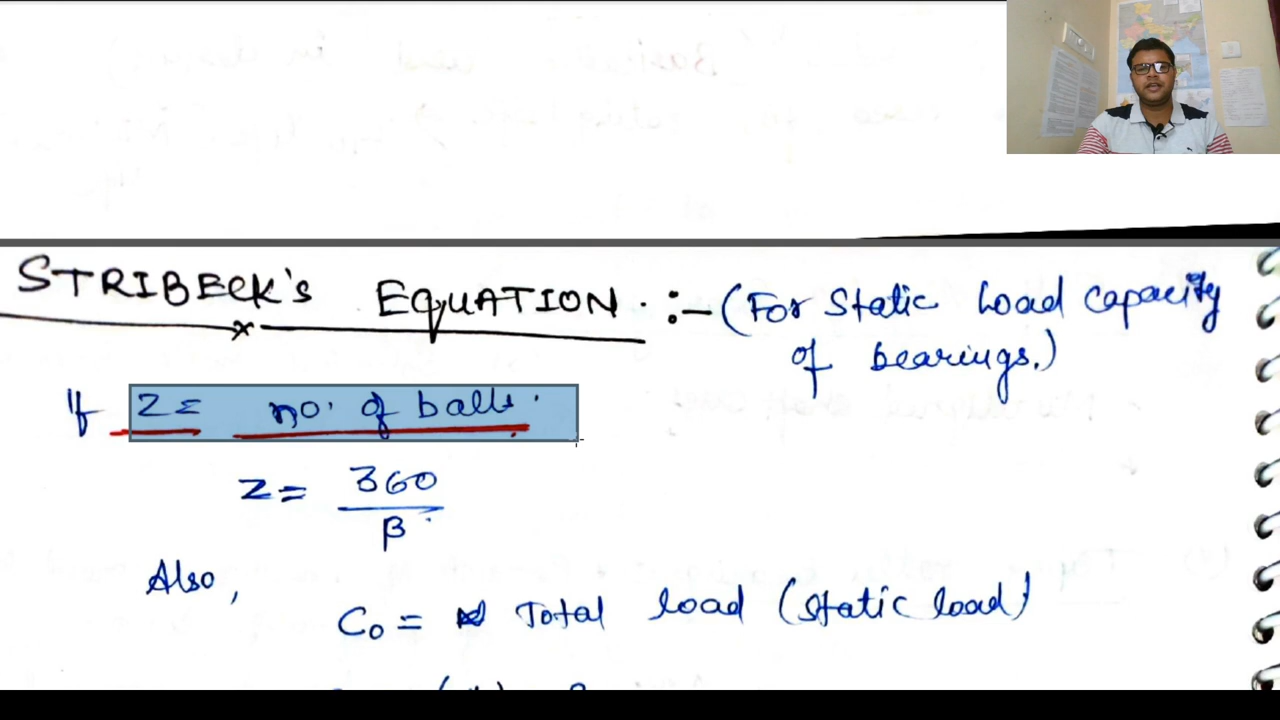 STRIBECK'S EQUATION :- (For Static Load capacity
of bearings.)
If Z = no. of balls.
Z = 360
β
Also,
C₀ = Total load (static load)